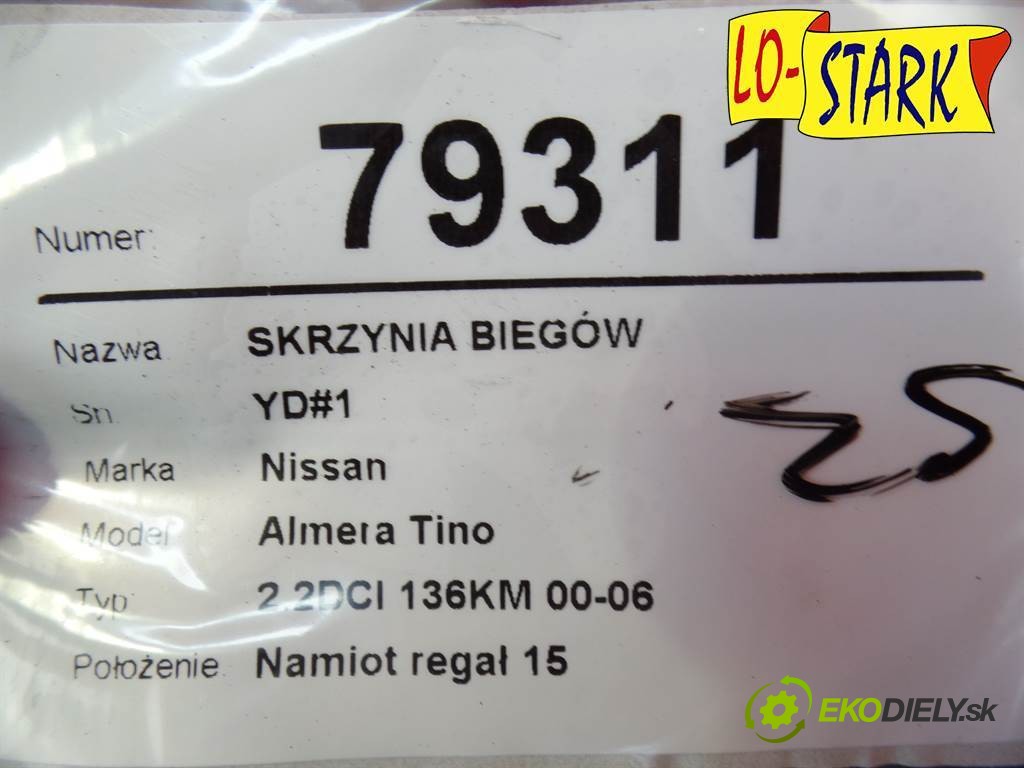 LO-STARK
Numer: 79311
Nazwa SKRZYNIA BIEGÓW
Sn YD#1
Marka Nissan
Model Almera Tino
Typ: 2.2DCI 136KM 00-06
Położenie: Namiot regał 15
EKODIELY.sk